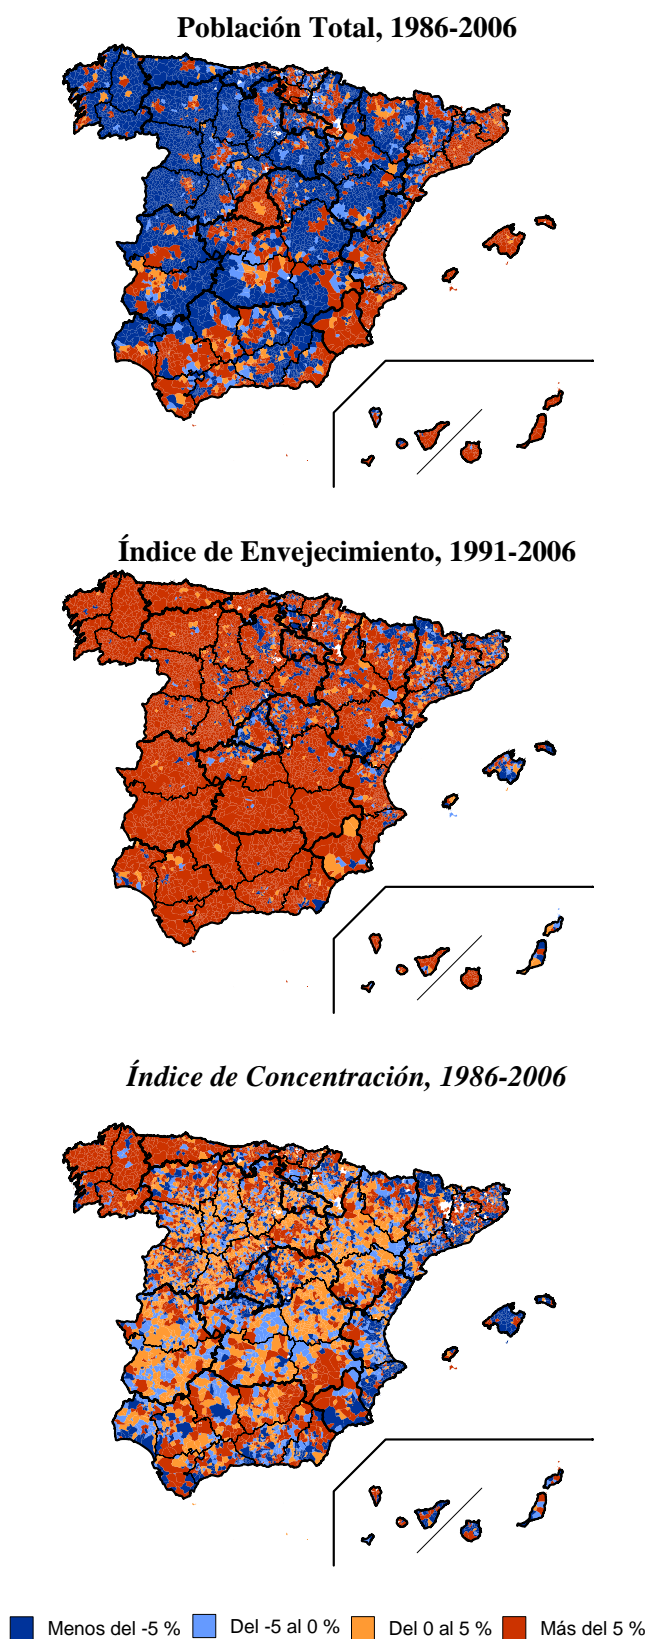 Población Total, 1986-2006
Índice de Envejecimiento, 1991-2006
Índice de Concentración, 1986-2006
Menos del -5 % Del -5 al 0 % Del 0 al 5 % Más del 5 %